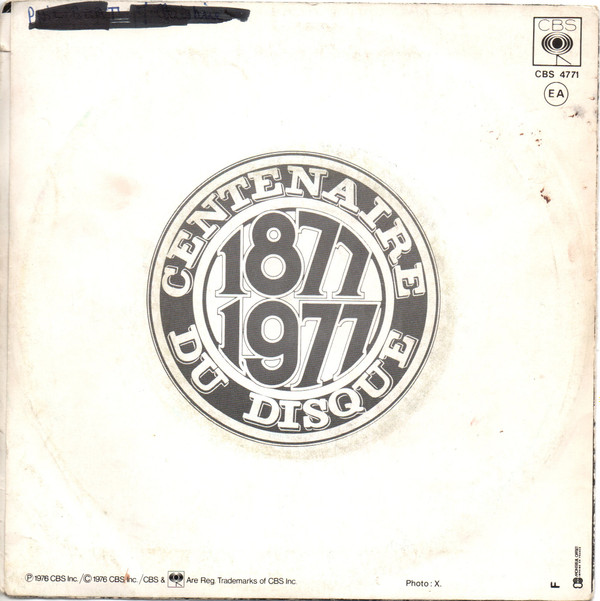 CBS
CBS 4771
EA
CENTENAIRE
1877
1977
DU DISQUE
℗ 1976 CBS Inc./© 1976 CBS Inc./CBS & Are Reg. Trademarks of CBS Inc.
Photo: X.
F